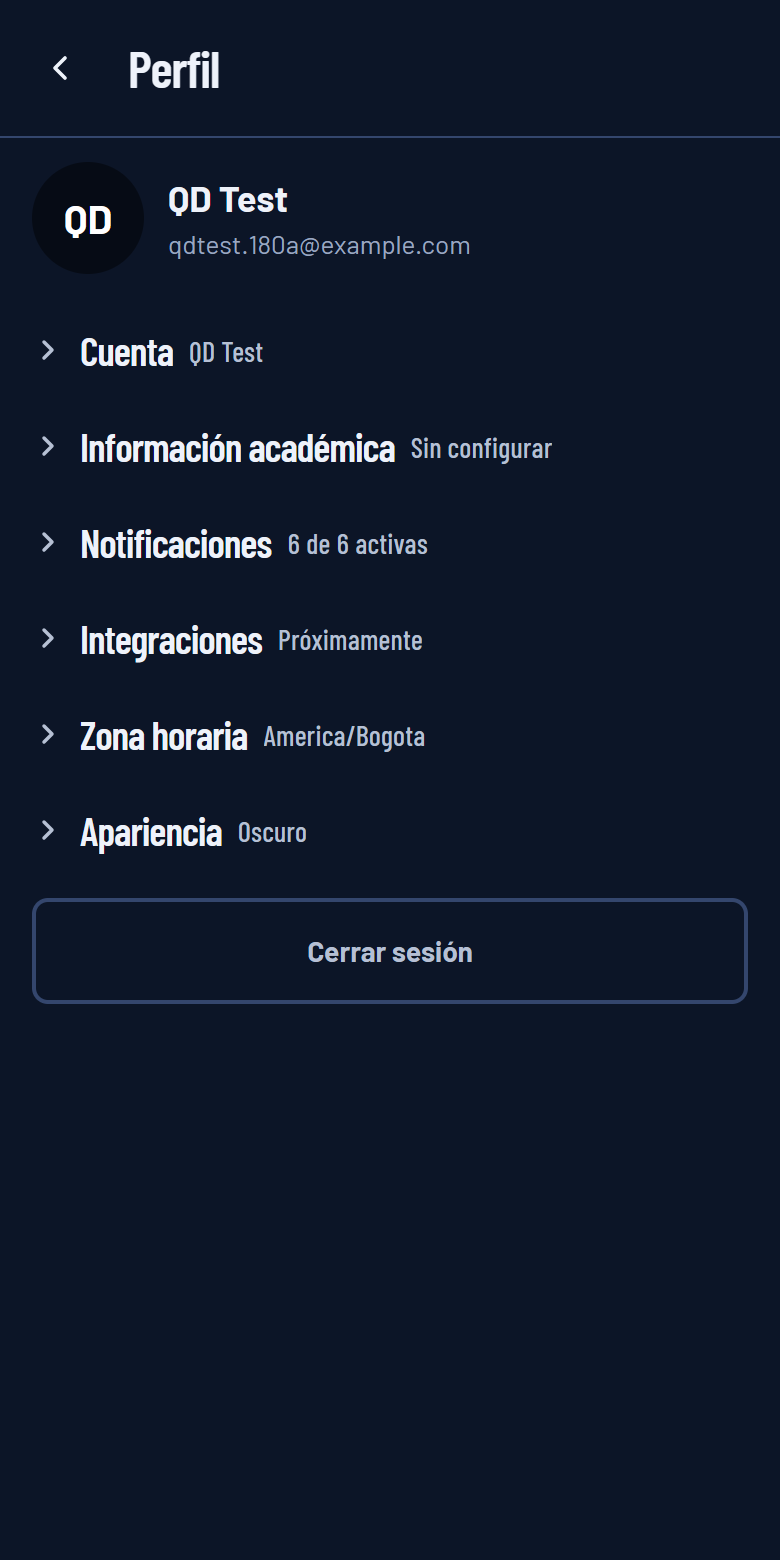 Perfil
QD
QD Test
qdtest.180a@example.com
Cuenta QD Test
Información académica Sin configurar
Notificaciones 6 de 6 activas
Integraciones Próximamente
Zona horaria America/Bogota
Apariencia Oscuro
Cerrar sesión